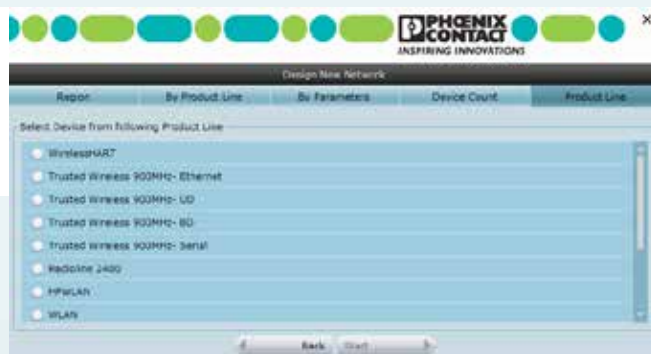 PHOENIX
CONTACT
INSPIRING INNOVATIONS
×
Design New Network
Region By Product Line By Parameters Device Count Product Line
Select Device from following Product Line
WirelessHART
Trusted Wireless 900MHz- Ethernet
Trusted Wireless 900MHz- UD
Trusted Wireless 900MHz- BD
Trusted Wireless 900MHz- Serial
Radioline 2400
HPWLAN
WLAN
Back Start